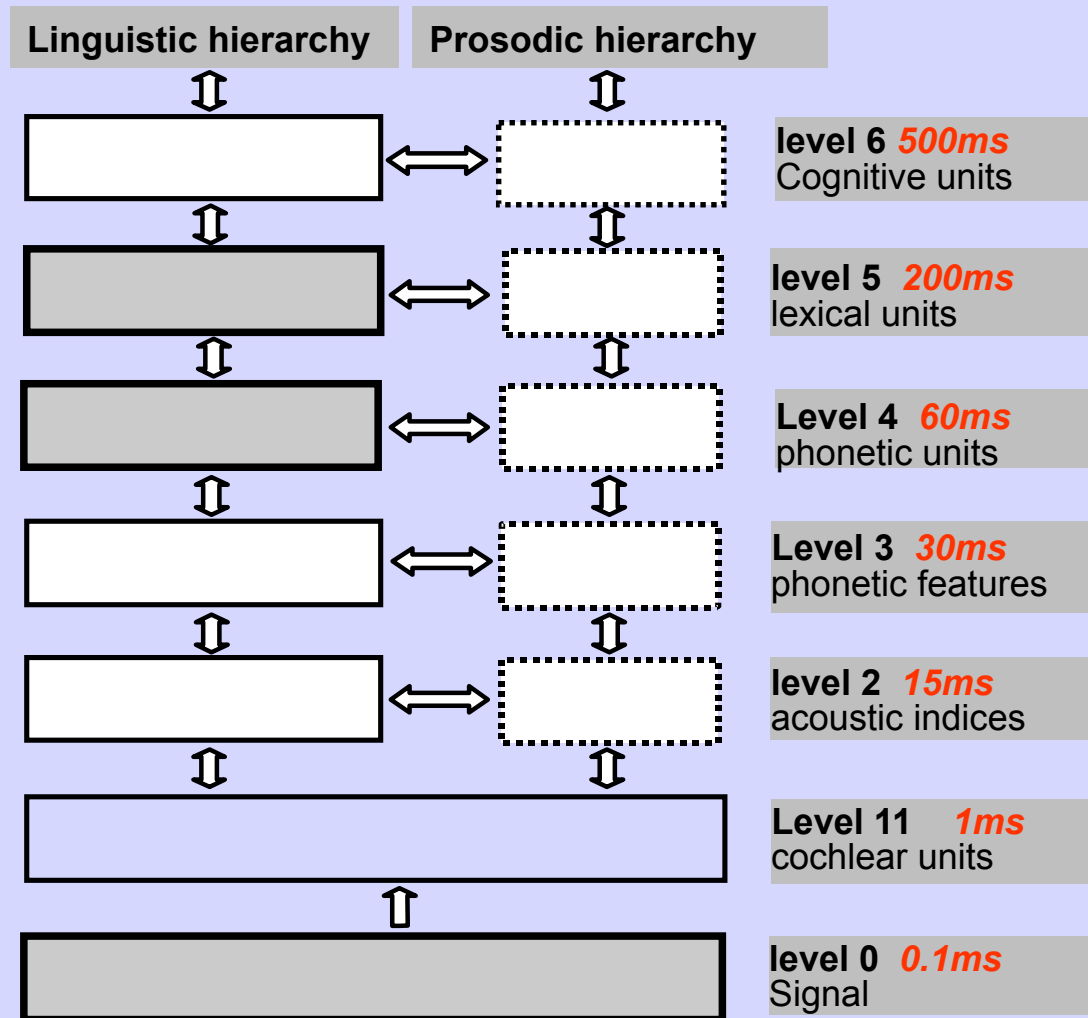 Linguistic hierarchy
Prosodic hierarchy
level 6 500ms
Cognitive units
level 5 200ms
lexical units
Level 4 60ms
phonetic units
Level 3 30ms
phonetic features
level 2 15ms
acoustic indices
Level 11 1ms
cochlear units
level 0 0.1ms
Signal